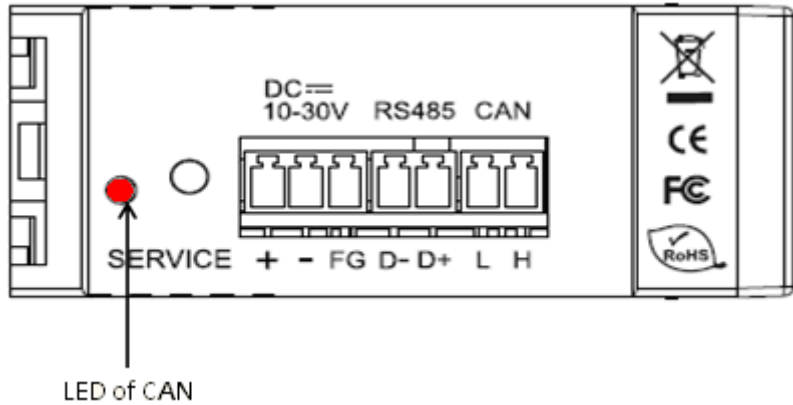 DC
10-30V RS485 CAN
CE
FC
RoHS
SERVICE + - FG D- D+ L H
LED of CAN